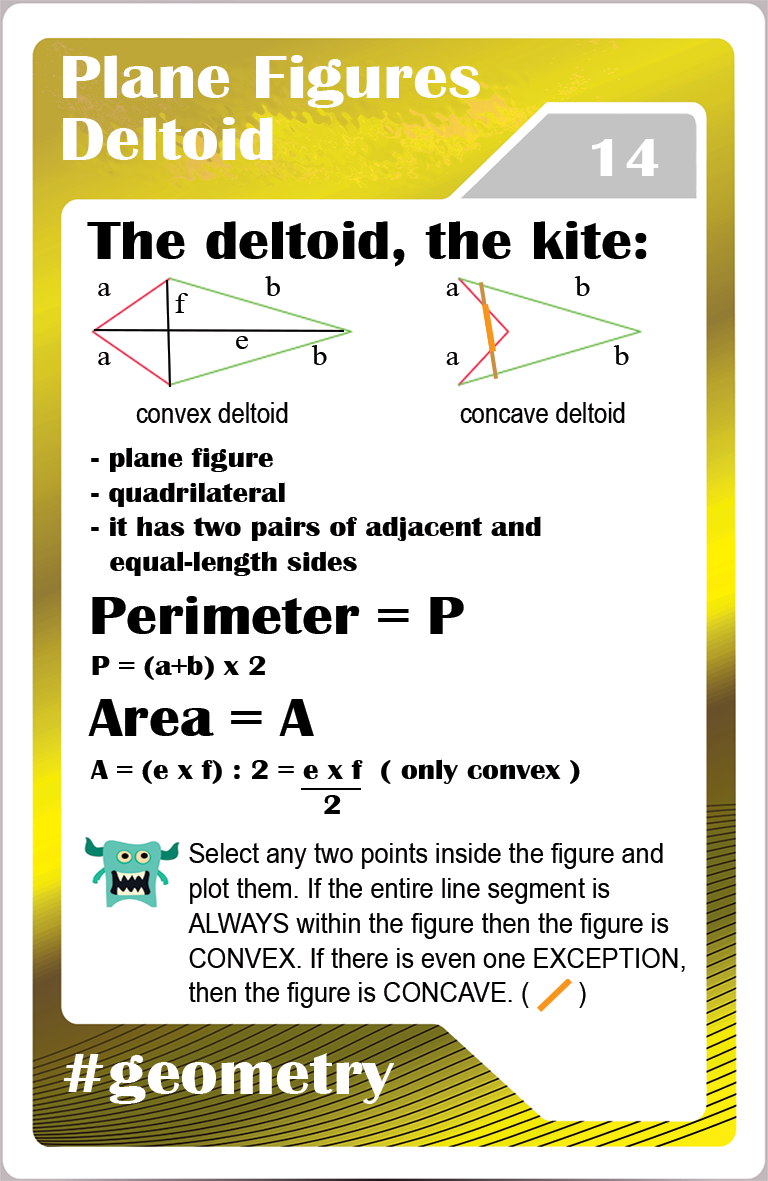 Plane Figures
Deltoid
14
The deltoid, the kite:
a
f
b
a
e
b
a
b
a
b
convex deltoid
concave deltoid
- plane figure
- quadrilateral
- it has two pairs of adjacent and
equal-length sides
Perimeter = P
P = (a+b) x 2
Area = A
A = (e x f) : 2 = e x f ( only convex )
2
Select any two points inside the figure and
plot them. If the entire line segment is
ALWAYS within the figure then the figure is
CONVEX. If there is even one EXCEPTION,
then the figure is CONCAVE. ( )
#geometry